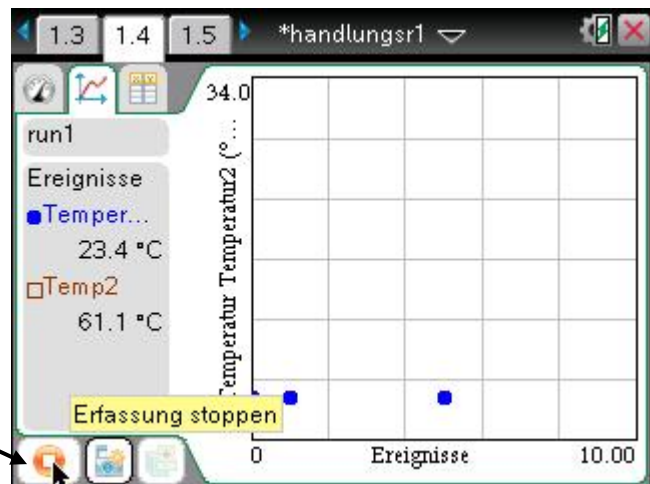 1.3 1.4 1.5 *handlungsr1
34.0
run1
Ereignisse
Temper...
23.4 °C
Temp2
61.1 °C
Temperatur Temperatur2 (°...
Erfassung stoppen
0 Ereignisse 10.00